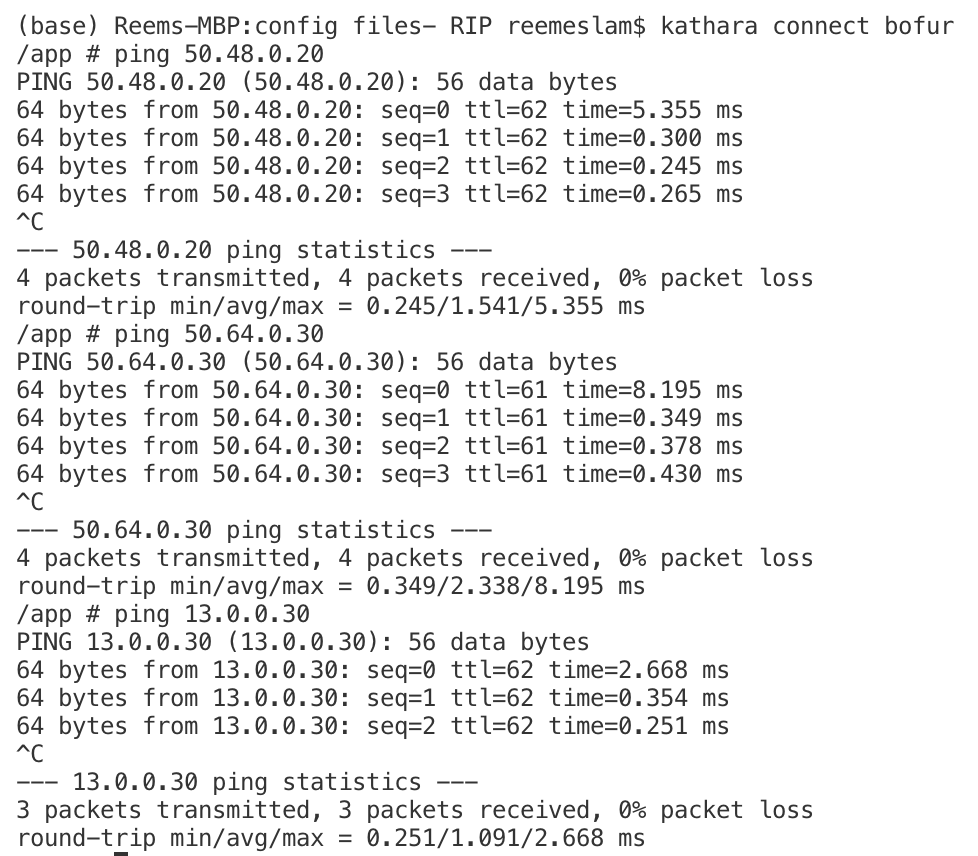 (base) Reems-MBP:config files- RIP reemeslam$ kathara connect bofur
/app # ping 50.48.0.20
PING 50.48.0.20 (50.48.0.20): 56 data bytes
64 bytes from 50.48.0.20: seq=0 ttl=62 time=5.355 ms
64 bytes from 50.48.0.20: seq=1 ttl=62 time=0.300 ms
64 bytes from 50.48.0.20: seq=2 ttl=62 time=0.245 ms
64 bytes from 50.48.0.20: seq=3 ttl=62 time=0.265 ms
^C
--- 50.48.0.20 ping statistics ---
4 packets transmitted, 4 packets received, 0% packet loss
round-trip min/avg/max = 0.245/1.541/5.355 ms
/app # ping 50.64.0.30
PING 50.64.0.30 (50.64.0.30): 56 data bytes
64 bytes from 50.64.0.30: seq=0 ttl=61 time=8.195 ms
64 bytes from 50.64.0.30: seq=1 ttl=61 time=0.349 ms
64 bytes from 50.64.0.30: seq=2 ttl=61 time=0.378 ms
64 bytes from 50.64.0.30: seq=3 ttl=61 time=0.430 ms
^C
--- 50.64.0.30 ping statistics ---
4 packets transmitted, 4 packets received, 0% packet loss
round-trip min/avg/max = 0.349/2.338/8.195 ms
/app # ping 13.0.0.30
PING 13.0.0.30 (13.0.0.30): 56 data bytes
64 bytes from 13.0.0.30: seq=0 ttl=62 time=2.668 ms
64 bytes from 13.0.0.30: seq=1 ttl=62 time=0.354 ms
64 bytes from 13.0.0.30: seq=2 ttl=62 time=0.251 ms
^C
--- 13.0.0.30 ping statistics ---
3 packets transmitted, 3 packets received, 0% packet loss
round-trip min/avg/max = 0.251/1.091/2.668 ms